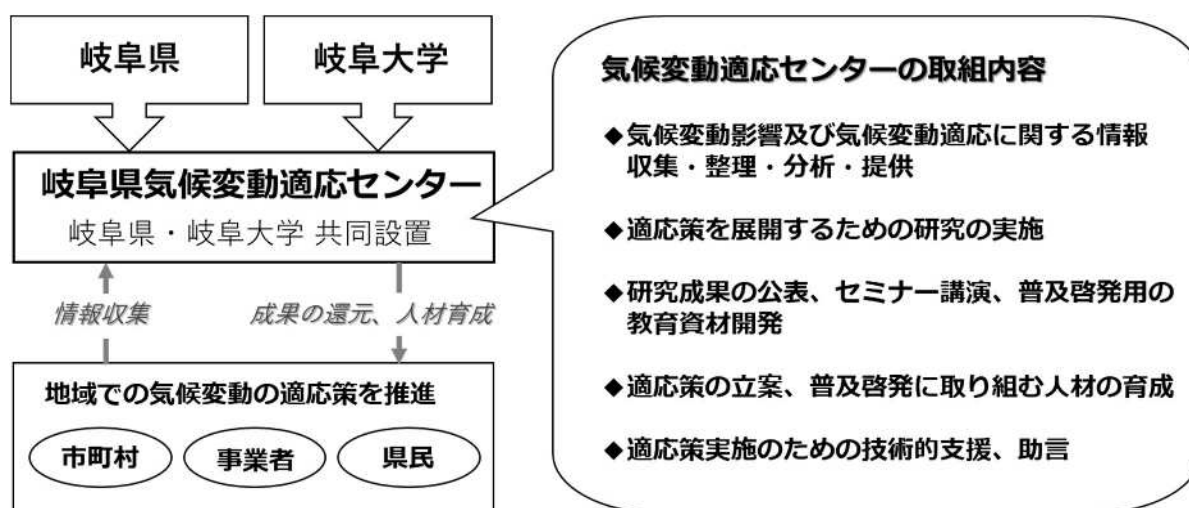 岐阜県
岐阜大学
岐阜県気候変動適応センター
岐阜県・岐阜大学 共同設置
情報収集
成果の還元、人材育成
地域での気候変動の適応策を推進
市町村
事業者
県民
気候変動適応センターの取組内容
◆気候変動影響及び気候変動適応に関する情報
収集・整理・分析・提供
◆適応策を展開するための研究の実施
◆研究成果の公表、セミナー講演、普及啓発用の
教育資材開発
◆適応策の立案、普及啓発に取り組む人材の育成
◆適応策実施のための技術的支援、助言